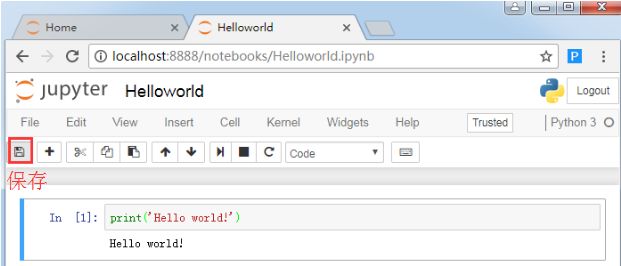 Home
Helloworld
localhost:8888/notebooks/Helloworld.ipynb
P
jupyter Helloworld
Logout
File Edit View Insert Cell Kernel Widgets Help Trusted Python 3
Code
保存
In [1]: print('Hello world!')
Hello world!